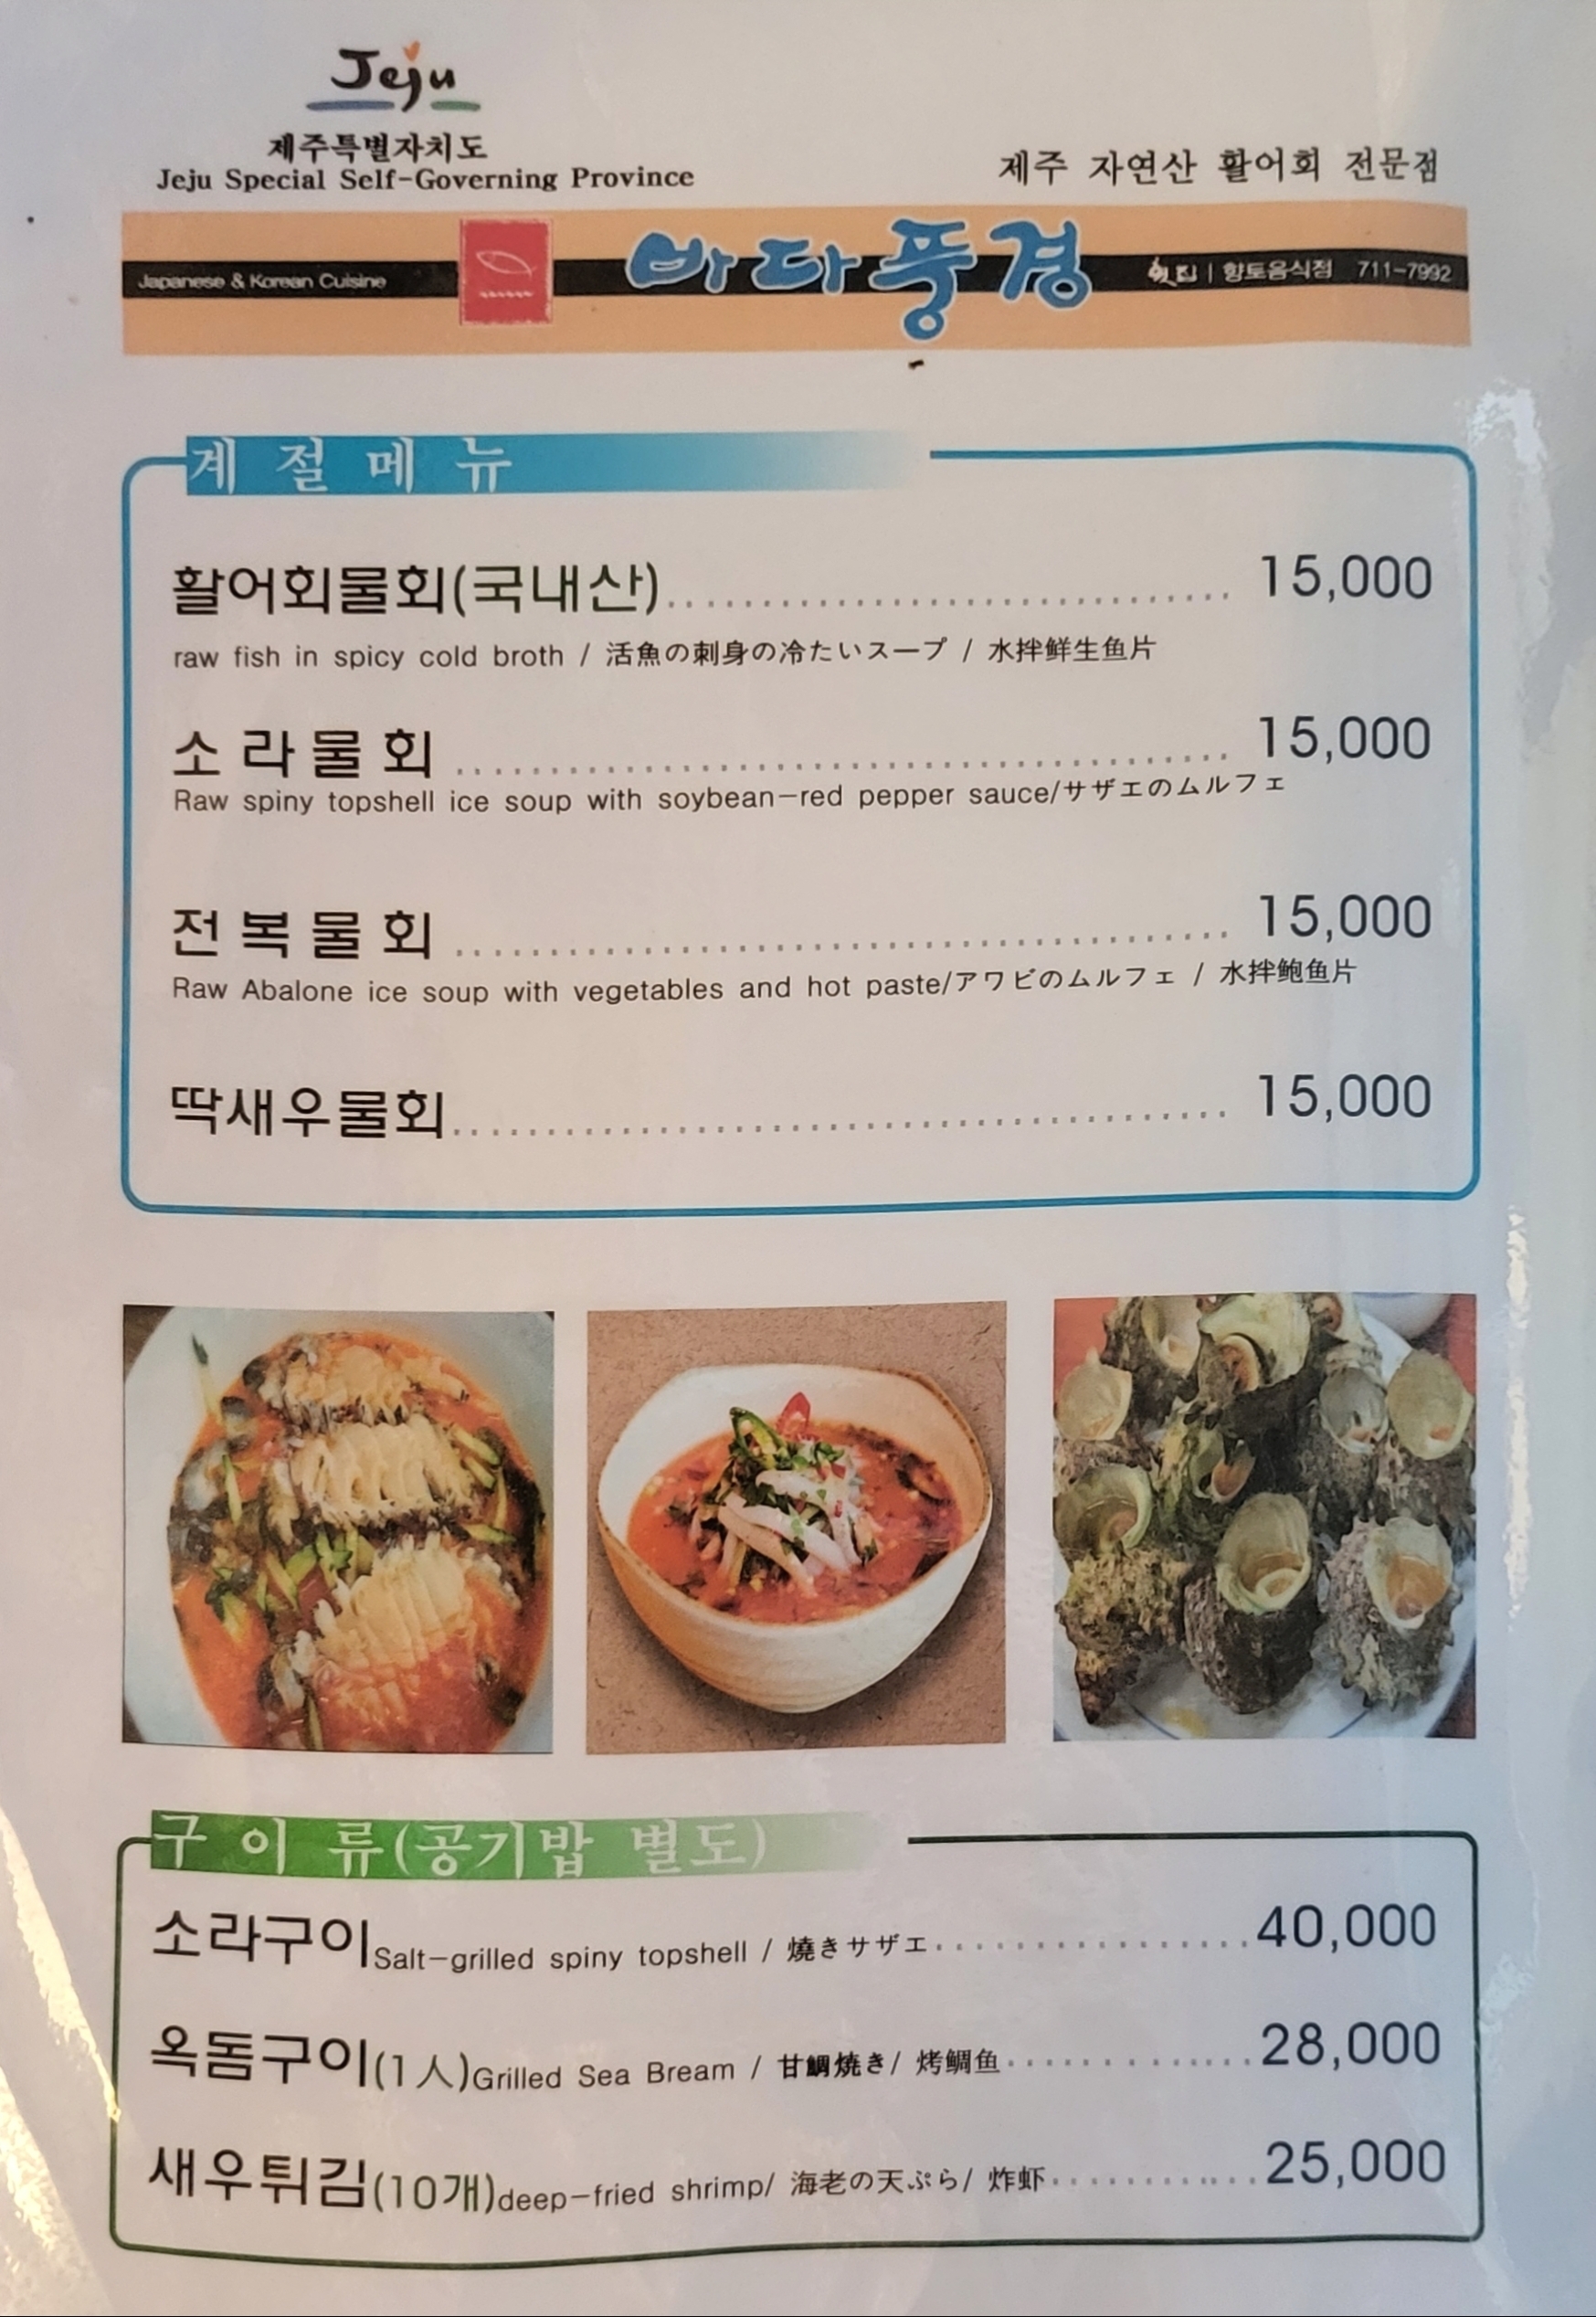 Jeju
제주특별자치도
Jeju Special Self-Governing Province
제주 자연산 활어회 전문점
Japanese & Korean Cuisine 바다풍경 횟집 | 향토음식점 711-7992
계절메뉴
활어회물회(국내산) 15,000
raw fish in spicy cold broth / 活魚の刺身の冷たいスープ / 水拌鲜生鱼片
소라물회 15,000
Raw spiny topshell ice soup with soybean-red pepper sauce/サザエのムルフェ
전복물회 15,000
Raw Abalone ice soup with vegetables and hot paste/アワビのムルフェ / 水拌鲍鱼片
딱새우물회 15,000
구이류(공기밥 별도)
소라구이 Salt-grilled spiny topshell / 燒きサザエ 40,000
옥돔구이(1人) Grilled Sea Bream / 甘鯛焼き/ 烤鲷鱼 28,000
새우튀김(10개) deep-fried shrimp/ 海老の天ぷら/ 炸虾 25,000